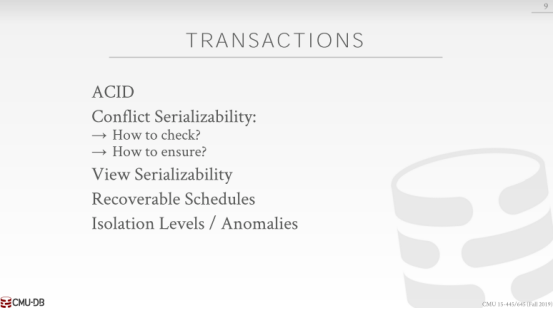 9
TRANSACTIONS
ACID
Conflict Serializability:
→ How to check?
→ How to ensure?
View Serializability
Recoverable Schedules
Isolation Levels / Anomalies
CMU-DB
CMU 15-445/645 (Fall 2019)